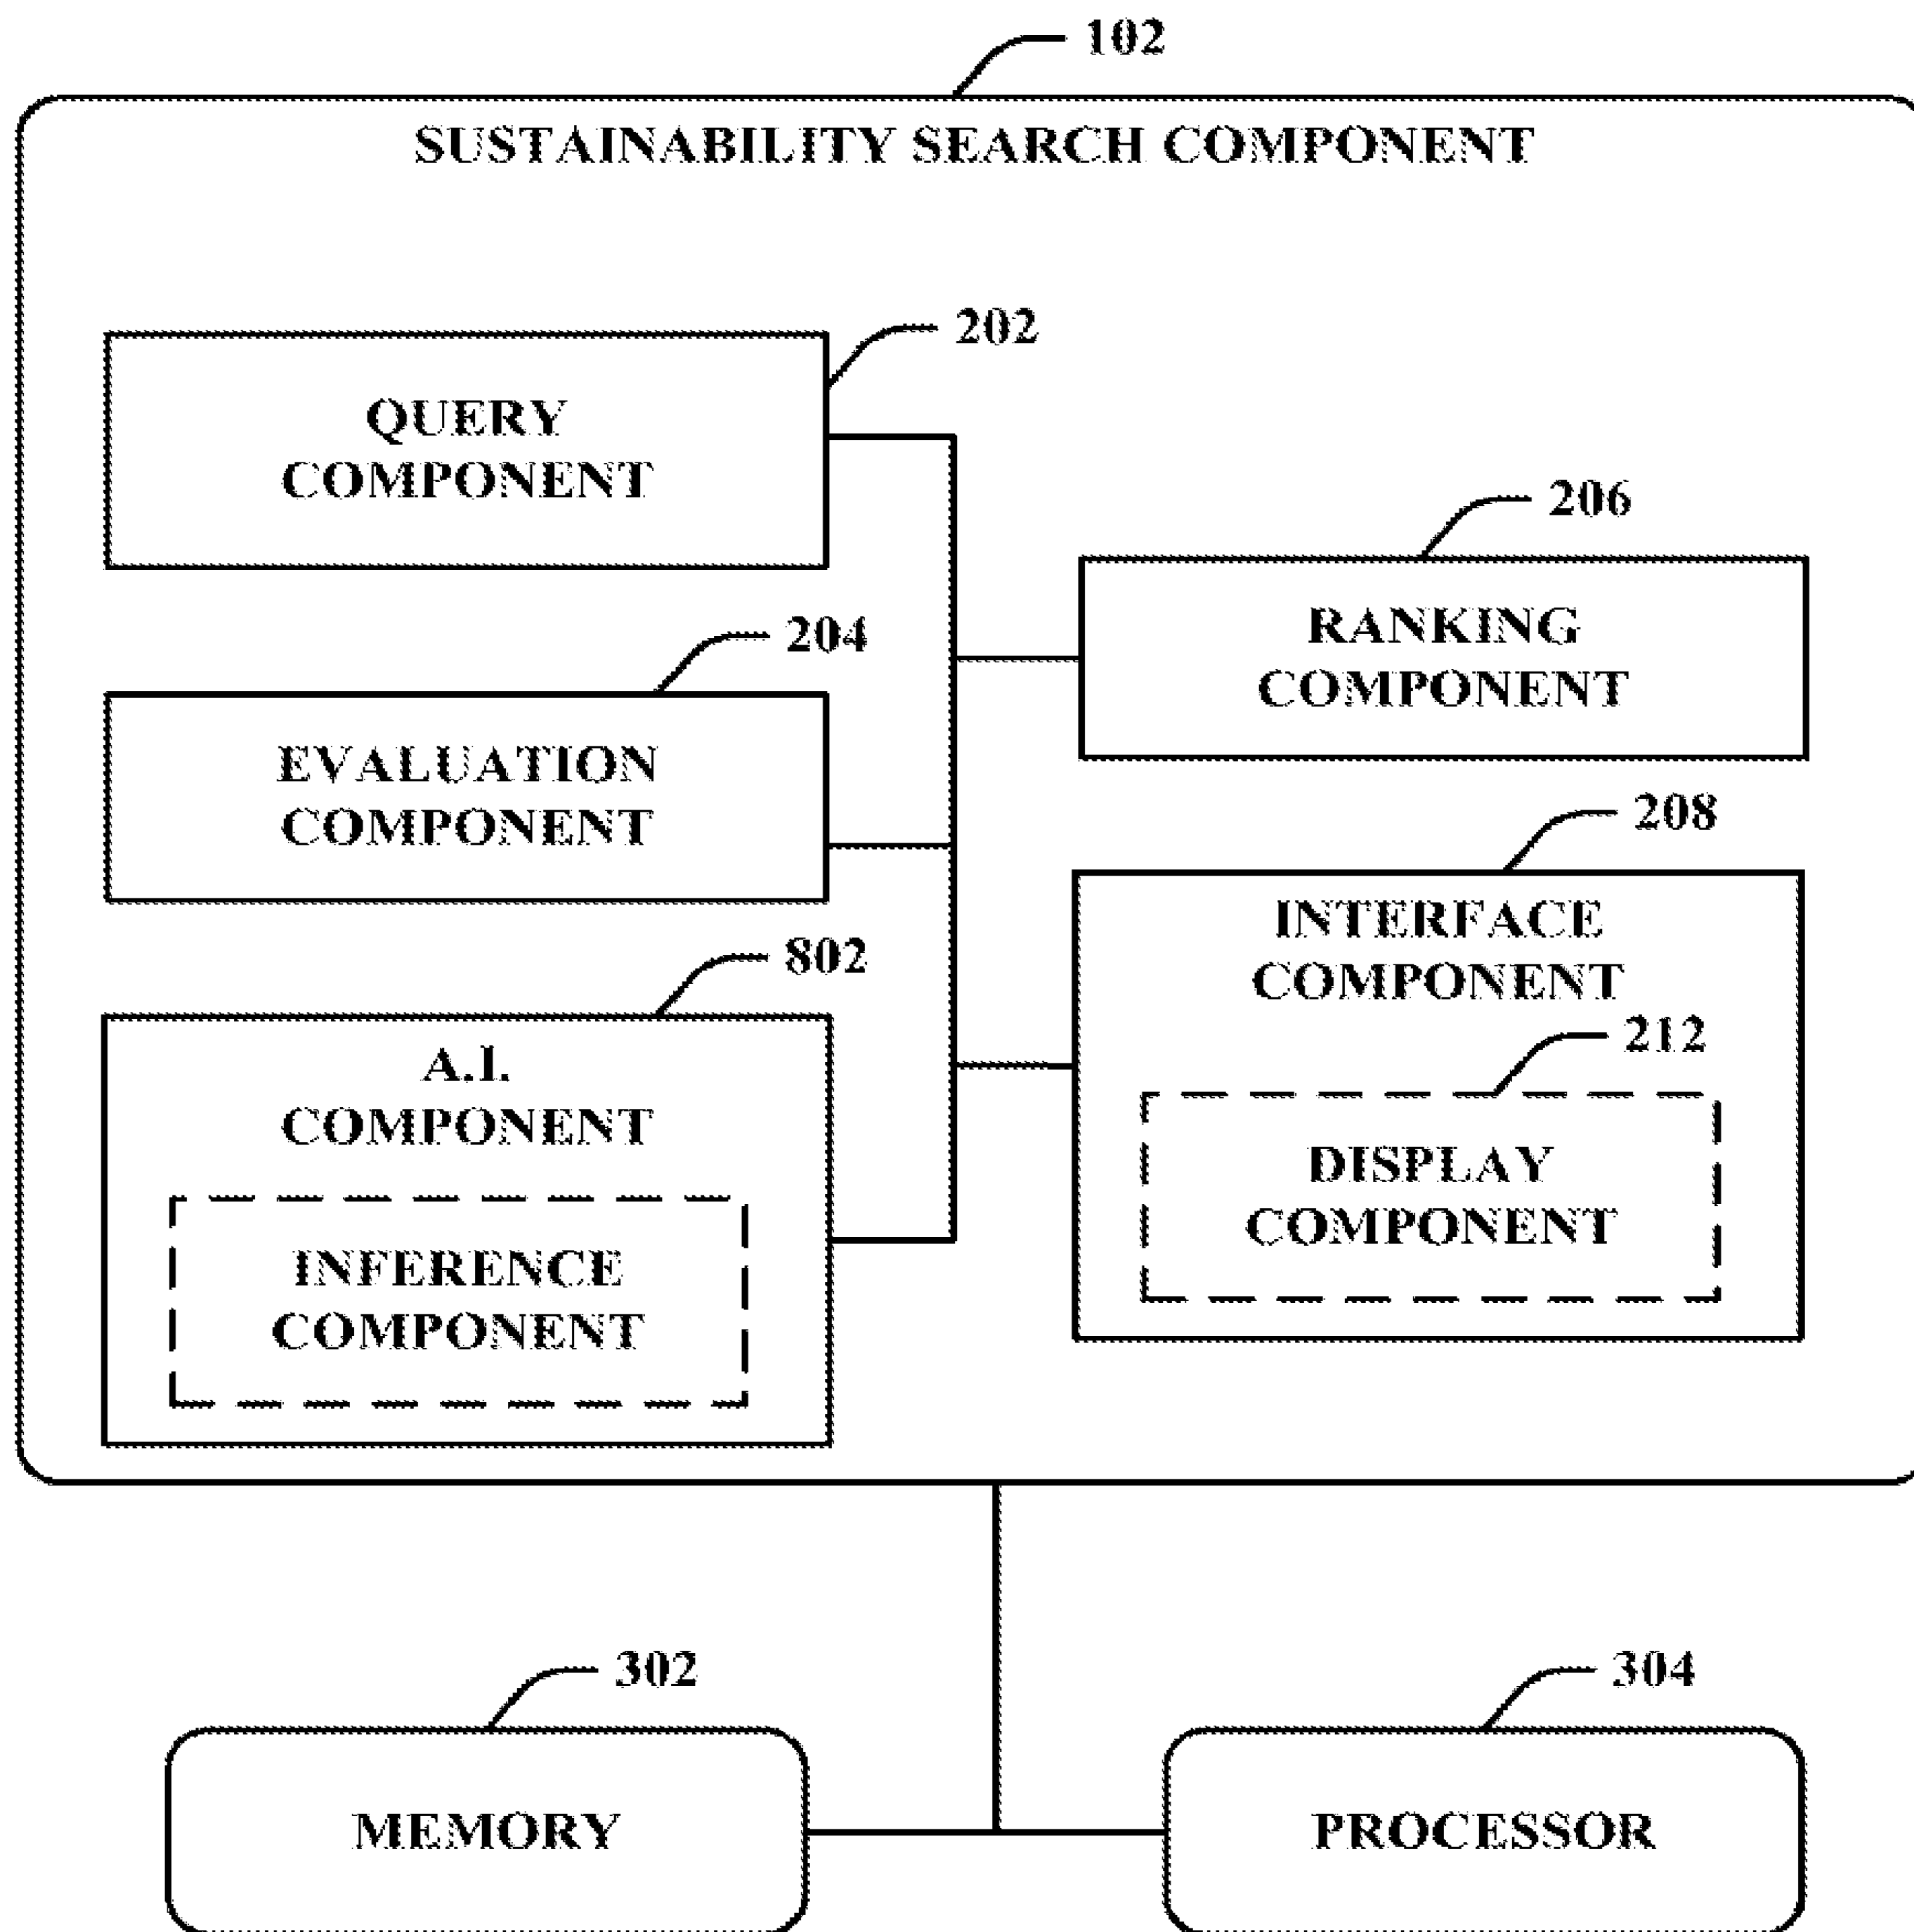 102
SUSTAINABILITY SEARCH COMPONENT
202
QUERY
COMPONENT
206
RANKING
COMPONENT
204
EVALUATION
COMPONENT
208
INTERFACE
COMPONENT
802
A.I.
COMPONENT
212
DISPLAY
COMPONENT
INFERENCE
COMPONENT
302
304
MEMORY
PROCESSOR